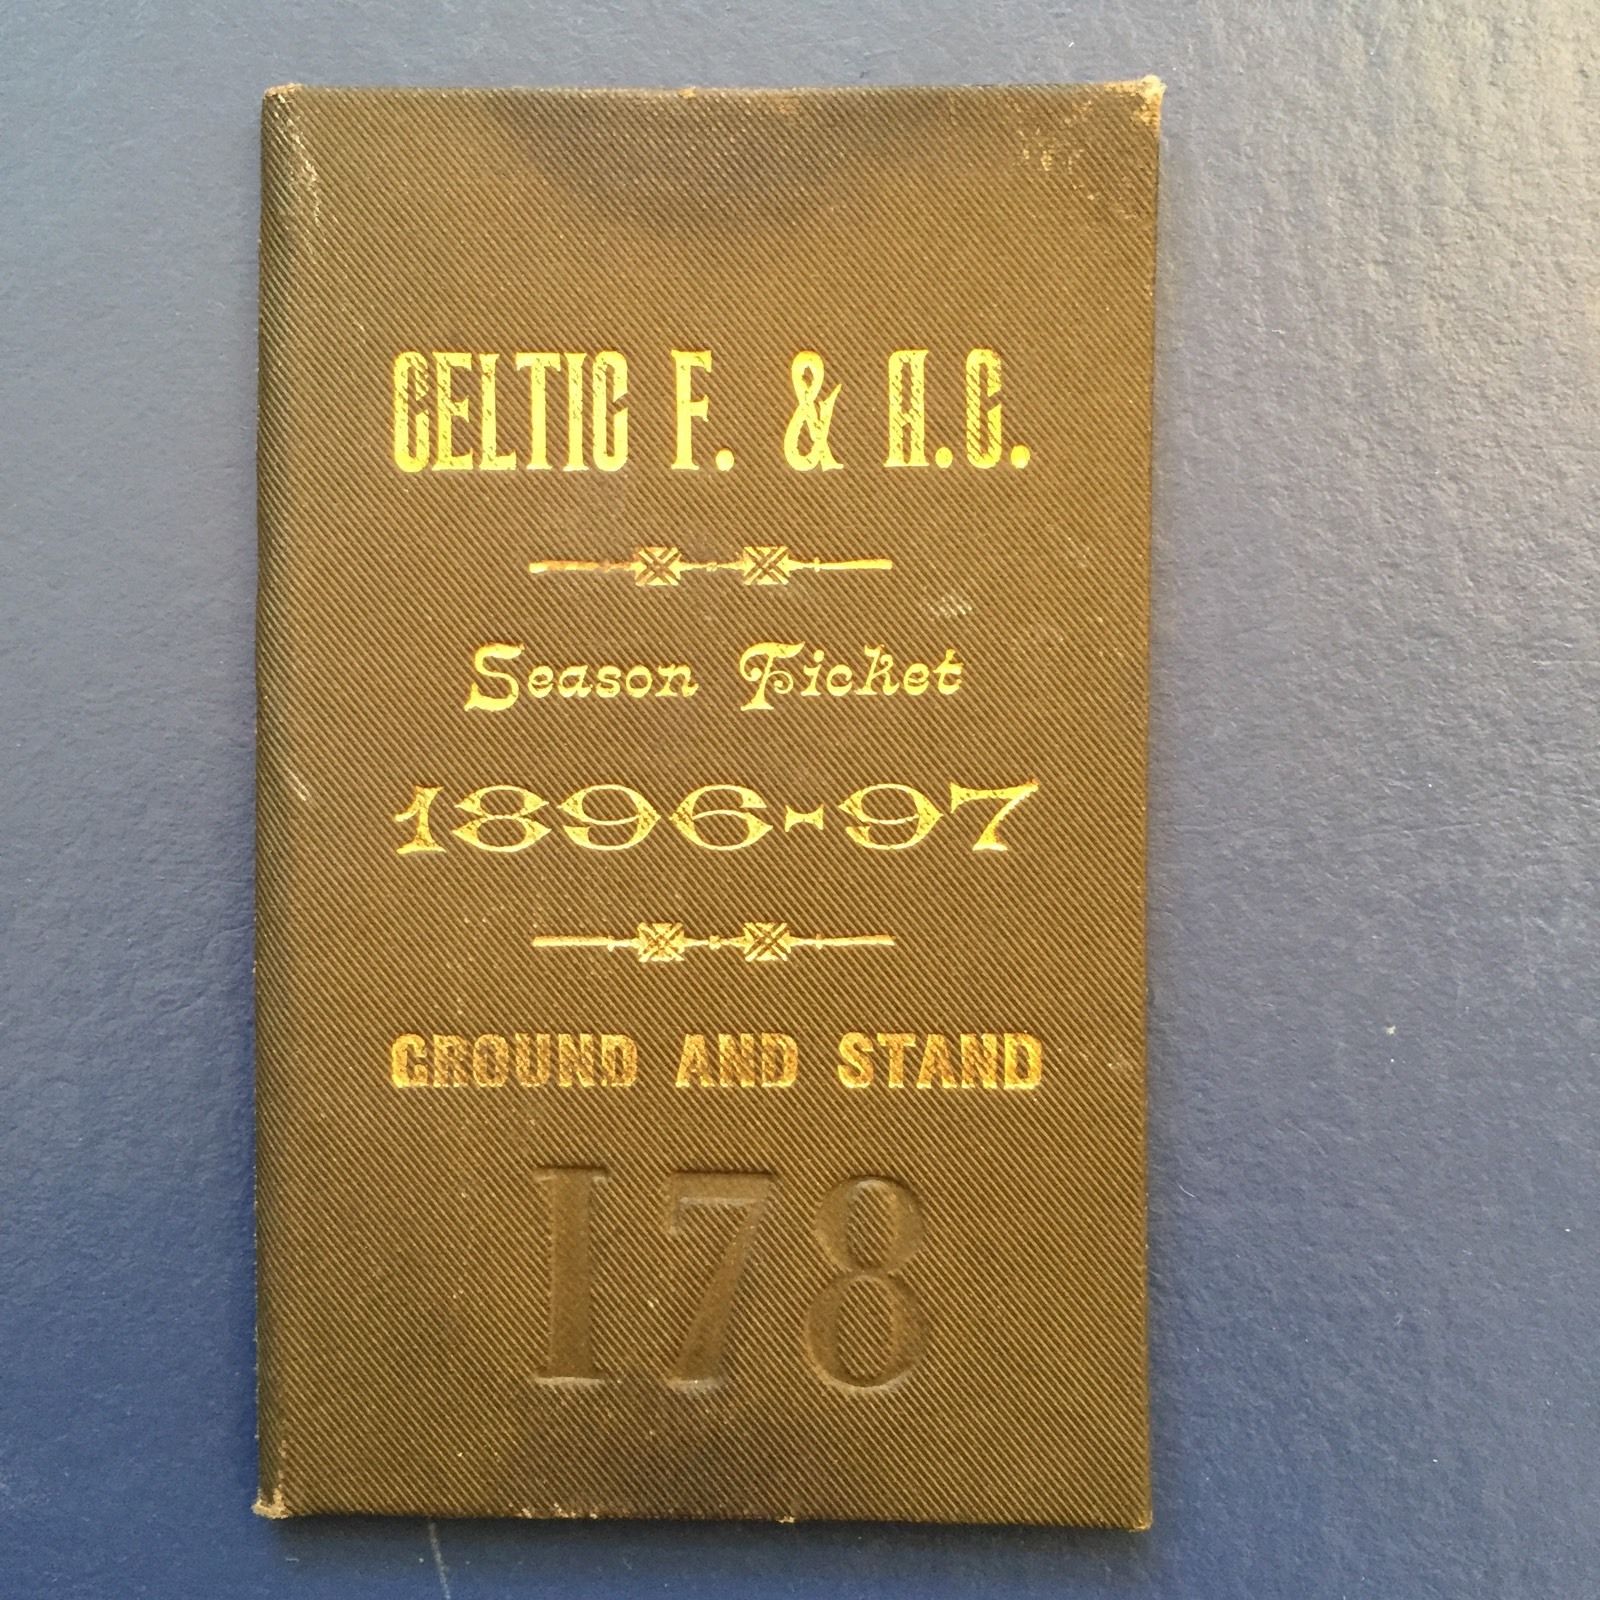 CELTIC F. & A.C.
Season Ticket
1896-97
GROUND AND STAND
178